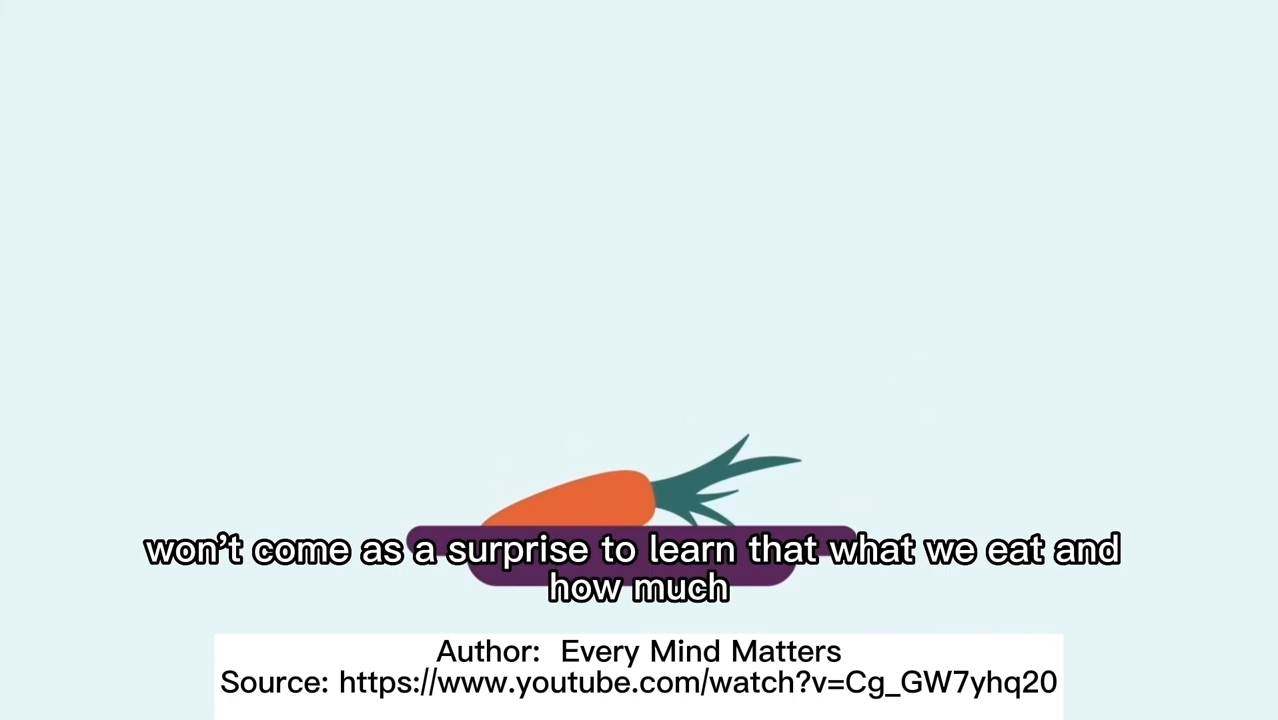 won’t come as a surprise to learn that what we eat and
how much
Author: Every Mind Matters
Source: https://www.youtube.com/watch?v=Cg_GW7yhq20